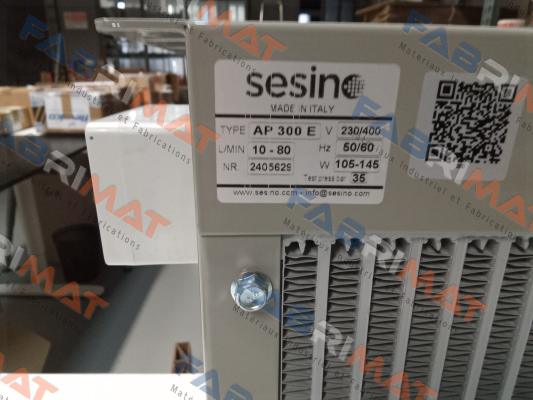 sesino
MADE IN ITALY
TYPE AP 300 E V 230/400
L/MIN 10 - 80 Hz 50/60
NR. 2405629 W 105-145
Test press bar 35
www.sesino.com - info@sesino.com
FABRIMAT
Matériaux Industriel et Fabrications